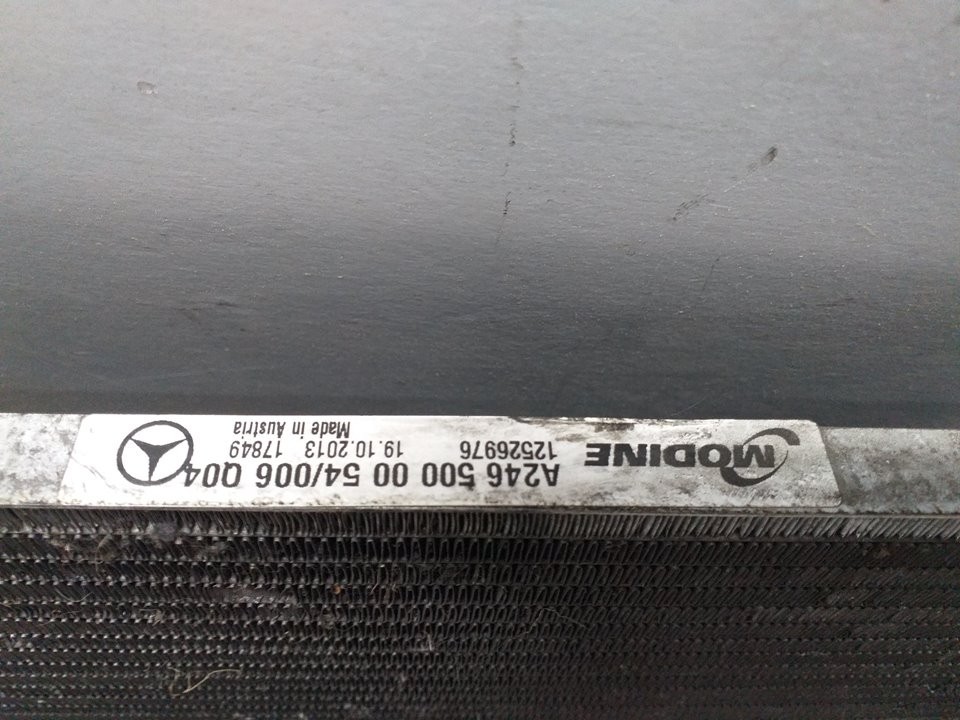 MODINE
A246 500 00 54/006 Q04
12526976
19.10.2013 17849
Made in Austria